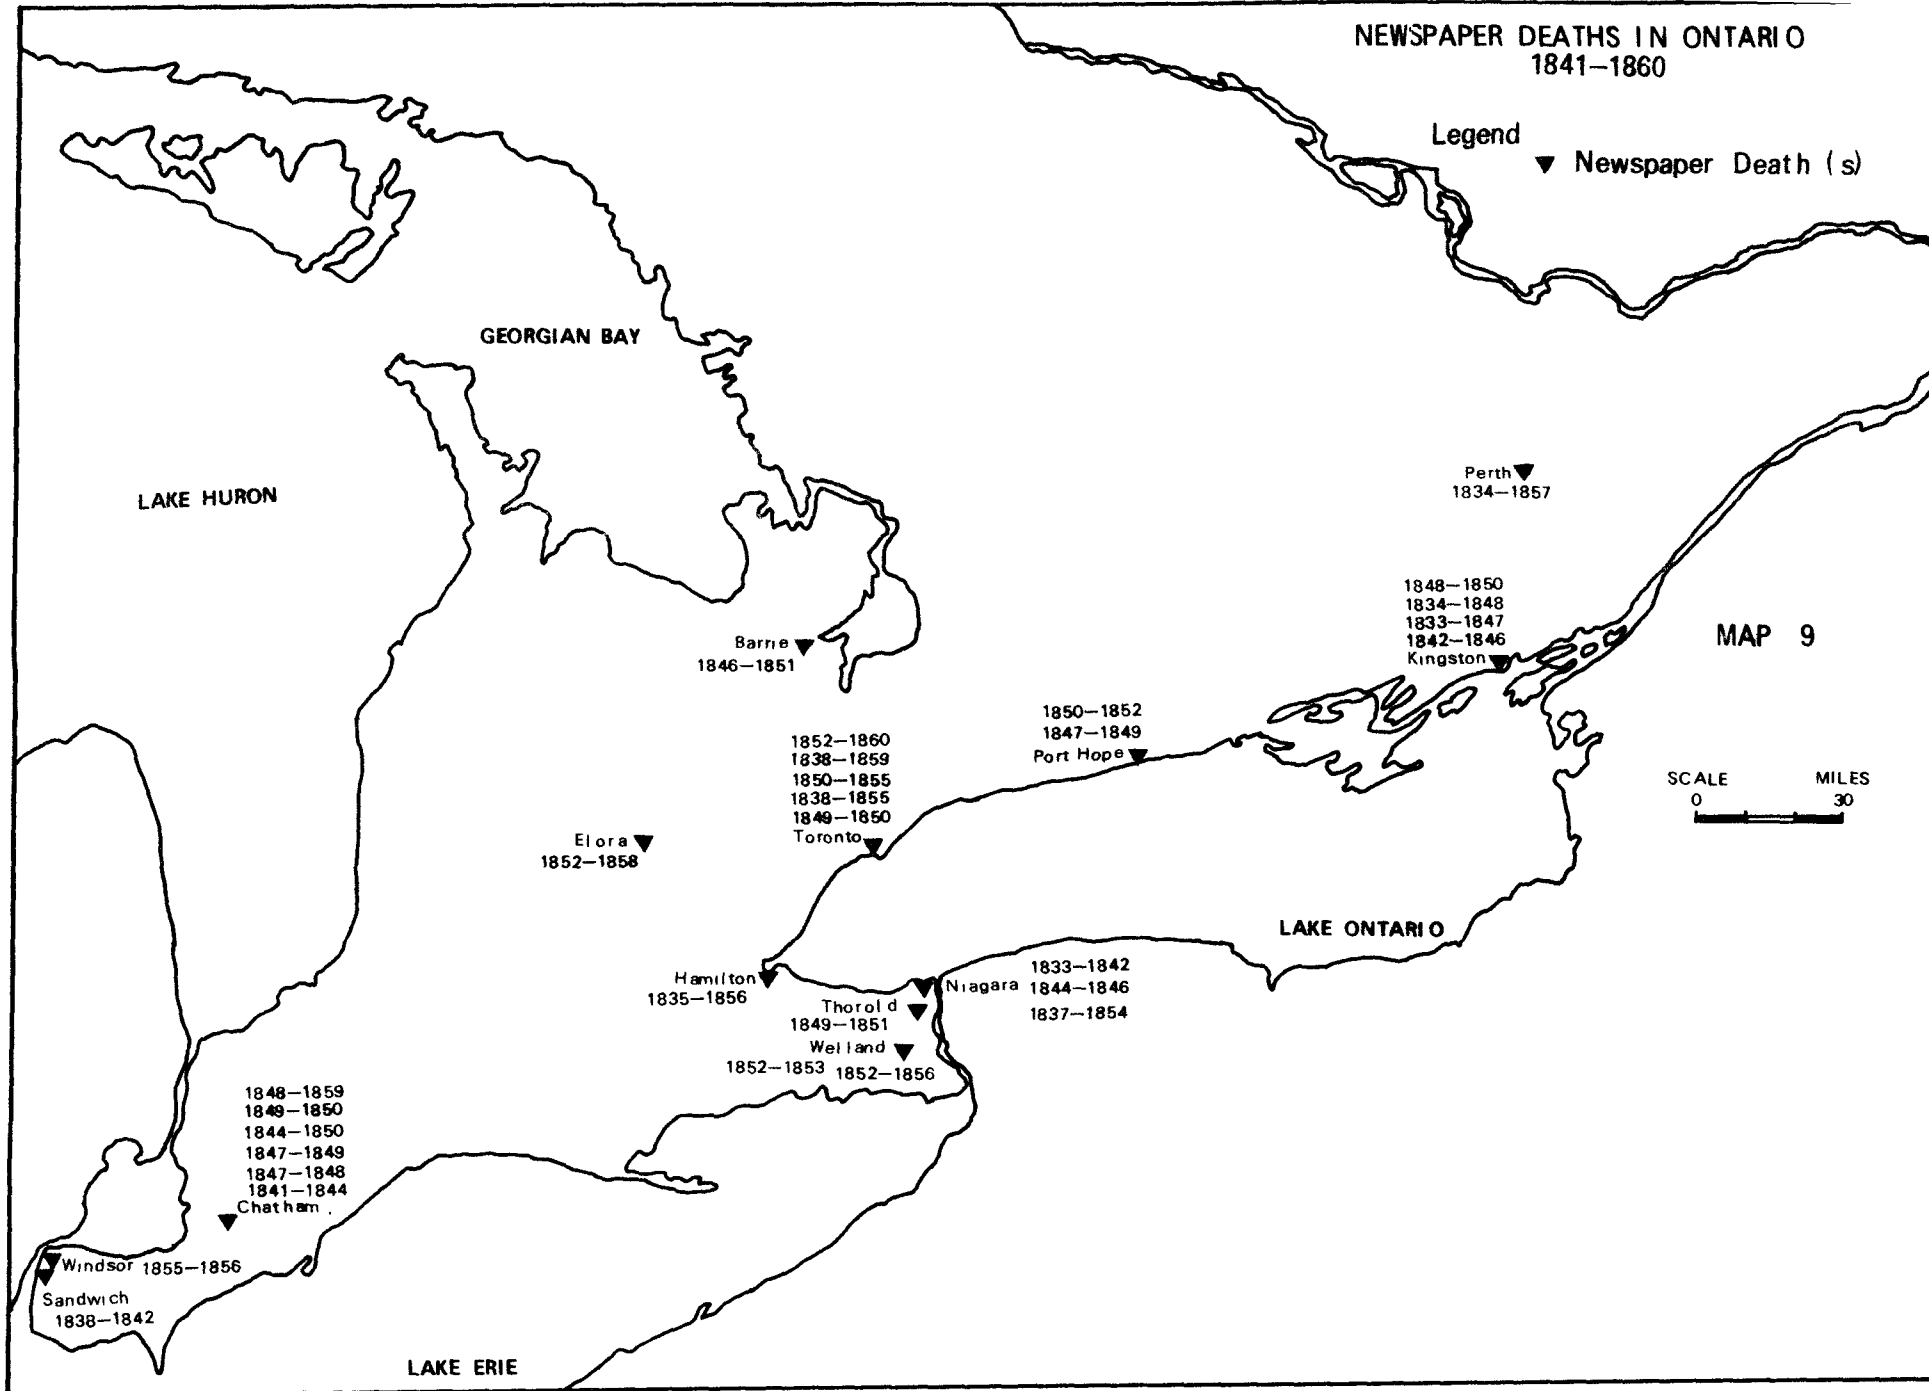 NEWSPAPER DEATHS IN ONTARIO
1841–1860
Legend
Newspaper Death (s)
GEORGIAN BAY
LAKE HURON
Perth
1834–1857
1848–1850
1834–1848
1833–1847
1842–1846
Kingston
MAP 9
Barrie
1846–1851
1850–1852
1847–1849
Port Hope
1852–1860
1838–1859
1850–1855
1838–1855
1849–1850
Toronto
SCALE MILES
0 30
Elora
1852–1858
LAKE ONTARIO
Hamilton
1835–1856
Niagara
1833–1842
1844–1846
1837–1854
Thorold
1849–1851
Welland
1852–1853 1852–1856
1848–1859
1849–1850
1844–1850
1847–1849
1847–1848
1841–1844
Chatham
Windsor 1855–1856
Sandwich
1838–1842
LAKE ERIE